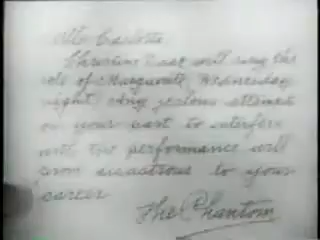 Mlle Carlotta
Christine Daae will sing the
role of Marguerite, Wednesday
night. Any jealous attempt
on your part to interfere
with the performance will
prove disastrous to your
career
The Phantom